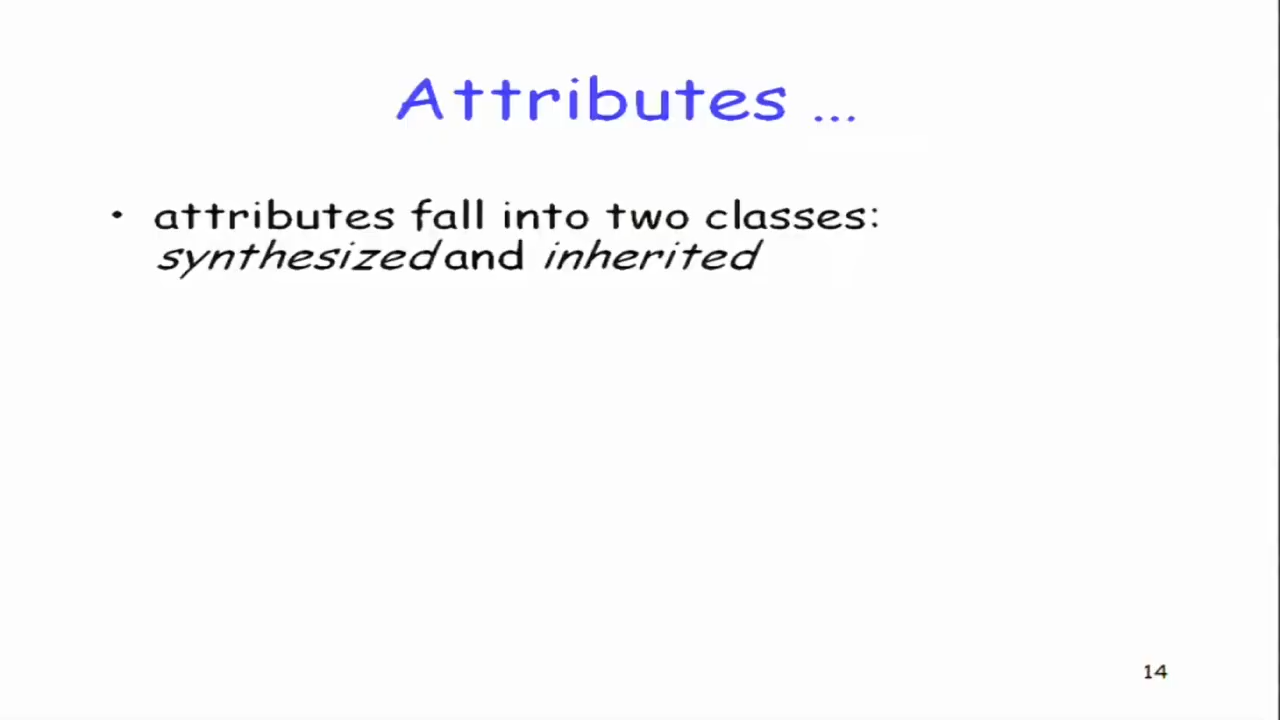 Attributes ...
• attributes fall into two classes:
synthesized and inherited
14